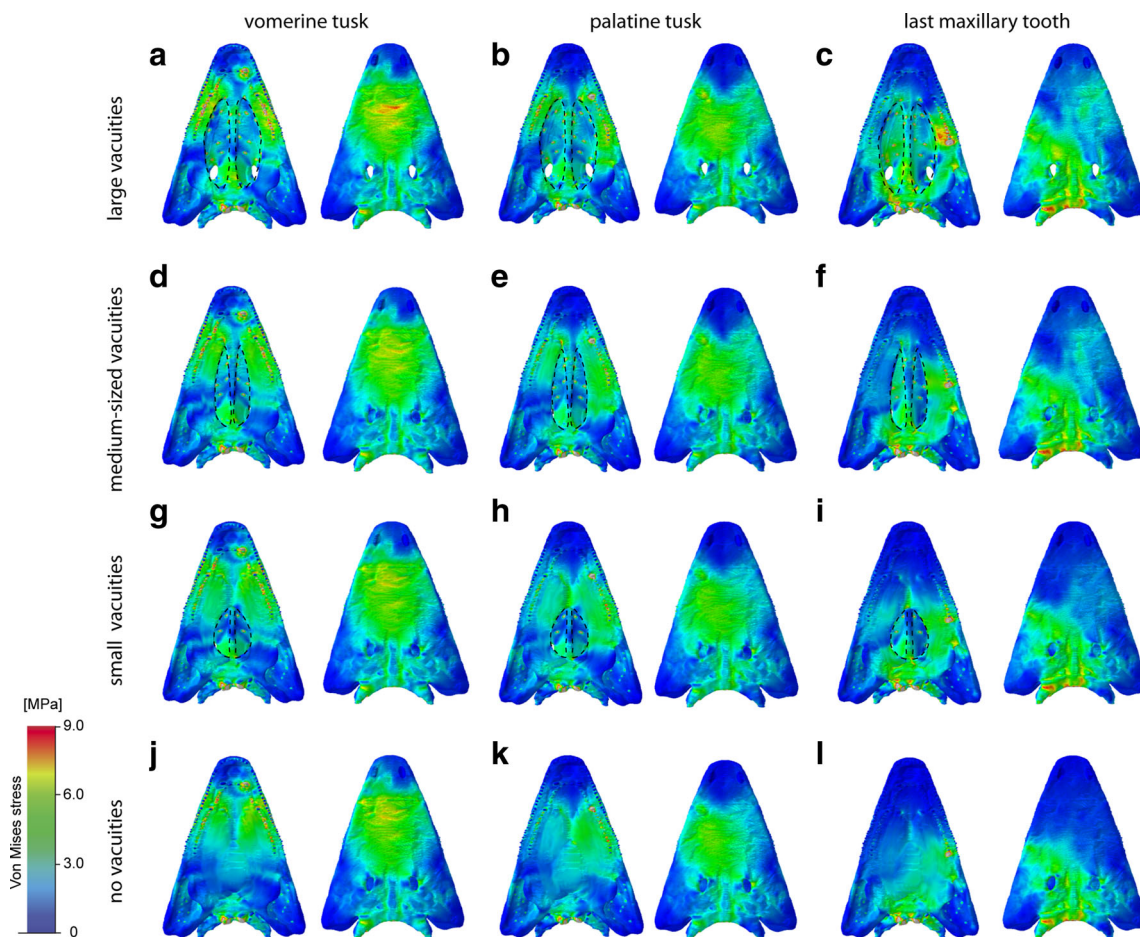 vomerine tusk
palatine tusk
last maxillary tooth
large vacuities
a
b
c
medium-sized vacuities
d
e
f
small vacuities
g
h
i
no vacuities
j
k
l
[MPa]
9.0
6.0
3.0
0
Von Mises stress